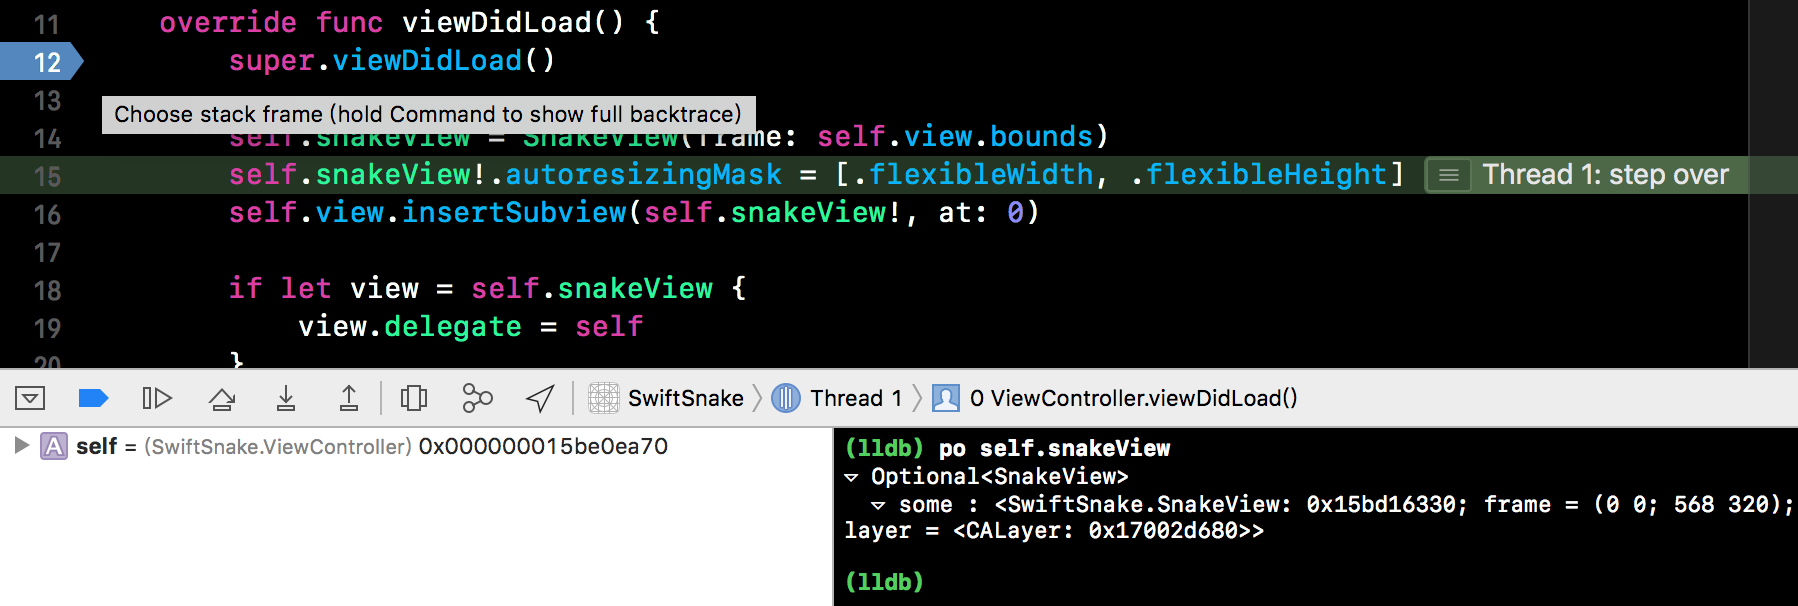 11 override func viewDidLoad() {
12 super.viewDidLoad()
13
Choose stack frame (hold Command to show full backtrace)
14 self.snakeView = SnakeView(frame: self.view.bounds)
15 self.snakeView!.autoresizingMask = [.flexibleWidth, .flexibleHeight] Thread 1: step over
16 self.view.insertSubview(self.snakeView!, at: 0)
17
18 if let view = self.snakeView {
19 view.delegate = self
20 }
SwiftSnake Thread 1 0 ViewController.viewDidLoad()
A self = (SwiftSnake.ViewController) 0x000000015be0ea70
(lldb) po self.snakeView
Optional<SnakeView>
some : <SwiftSnake.SnakeView: 0x15bd16330; frame = (0 0; 568 320);
layer = <CALayer: 0x17002d680>>
(lldb)